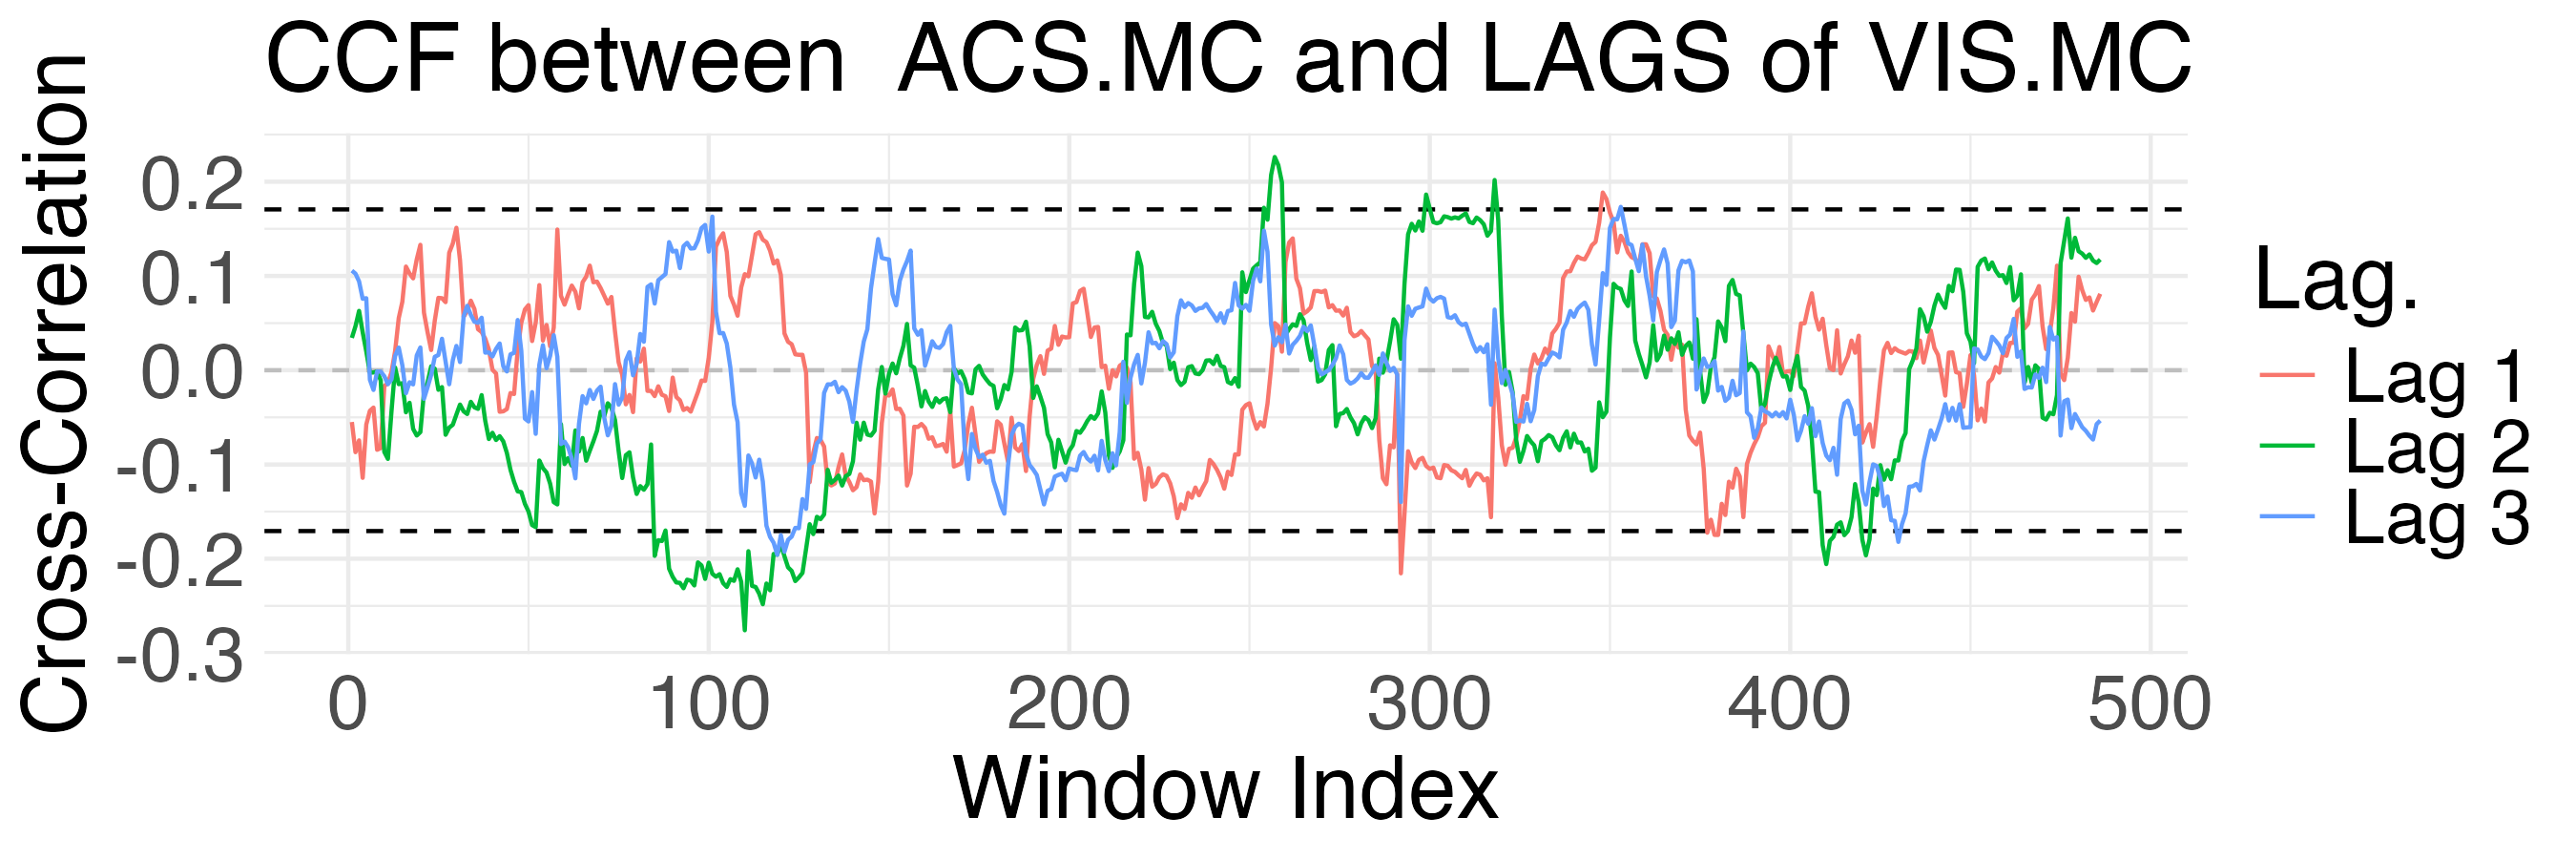 CCF between  ACS.MC and LAGS of VIS.MC
Cross-Correlation
0.2
0.1
0.0
-0.1
-0.2
-0.3
0 100 200 300 400 500
Window Index
Lag.
Lag 1
Lag 2
Lag 3